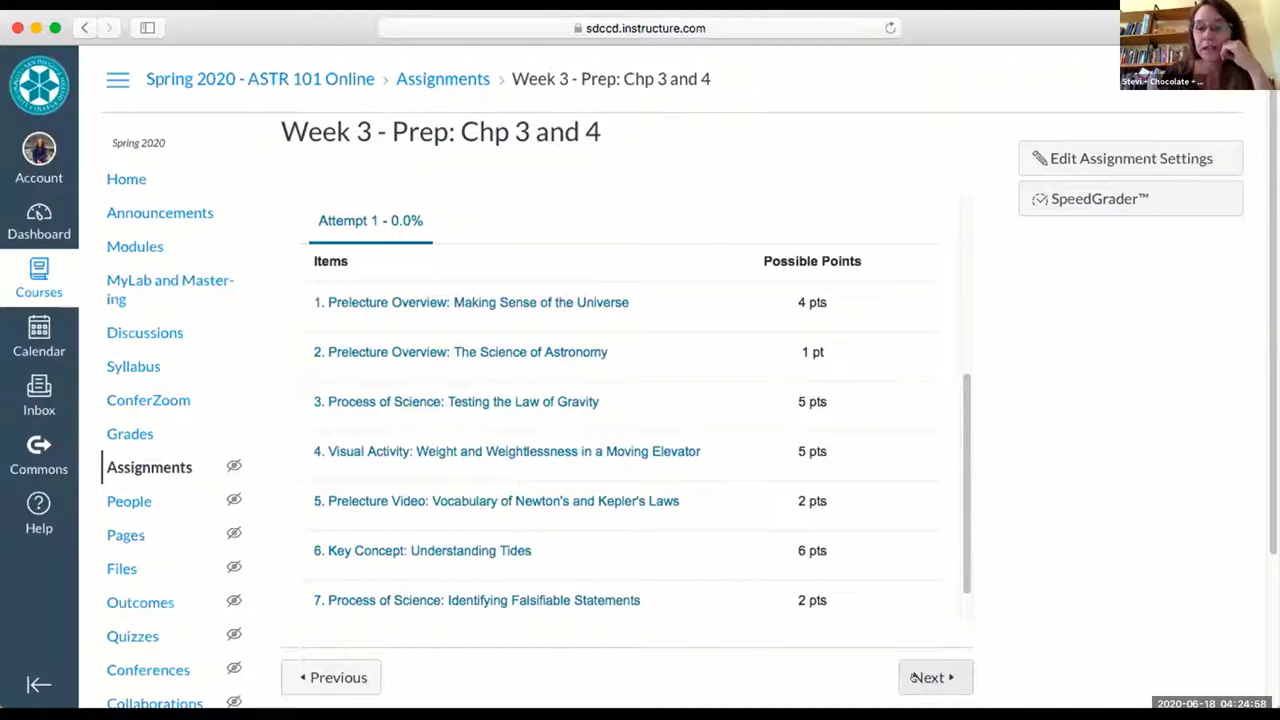 sdccd.instructure.com
Stevi + Chocolate + ...
Spring 2020 - ASTR 101 Online › Assignments › Week 3 - Prep: Chp 3 and 4
Account
Dashboard
Courses
Calendar
Inbox
Commons
Help
Spring 2020
Home
Announcements
Modules
MyLab and Master-
ing
Discussions
Syllabus
ConferZoom
Grades
Assignments
People
Pages
Files
Outcomes
Quizzes
Conferences
Collaborations
Week 3 - Prep: Chp 3 and 4
Attempt 1 - 0.0%
Items Possible Points
1. Prelecture Overview: Making Sense of the Universe 4 pts
2. Prelecture Overview: The Science of Astronomy 1 pt
3. Process of Science: Testing the Law of Gravity 5 pts
4. Visual Activity: Weight and Weightlessness in a Moving Elevator 5 pts
5. Prelecture Video: Vocabulary of Newton's and Kepler's Laws 2 pts
6. Key Concept: Understanding Tides 6 pts
7. Process of Science: Identifying Falsifiable Statements 2 pts
Previous
Next
Edit Assignment Settings
SpeedGrader™
2020-06-18 04:24:58